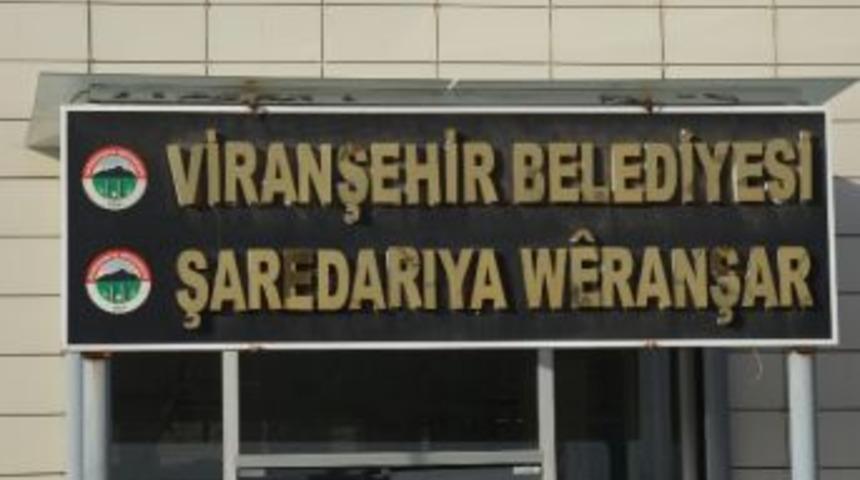 VİRANŞEHİR BELEDİYESİ
ŞAREDARIYA WÊRANŞAR